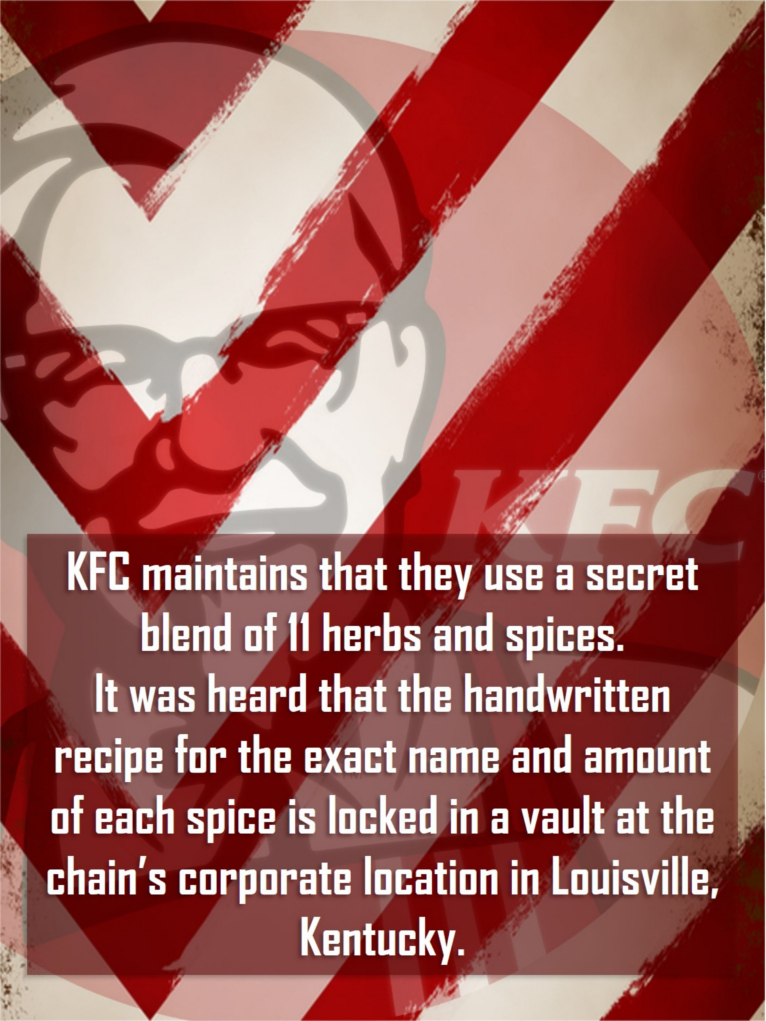 KFC
KFC maintains that they use a secret
blend of 11 herbs and spices.
It was heard that the handwritten
recipe for the exact name and amount
of each spice is locked in a vault at the
chain’s corporate location in Louisville,
Kentucky.